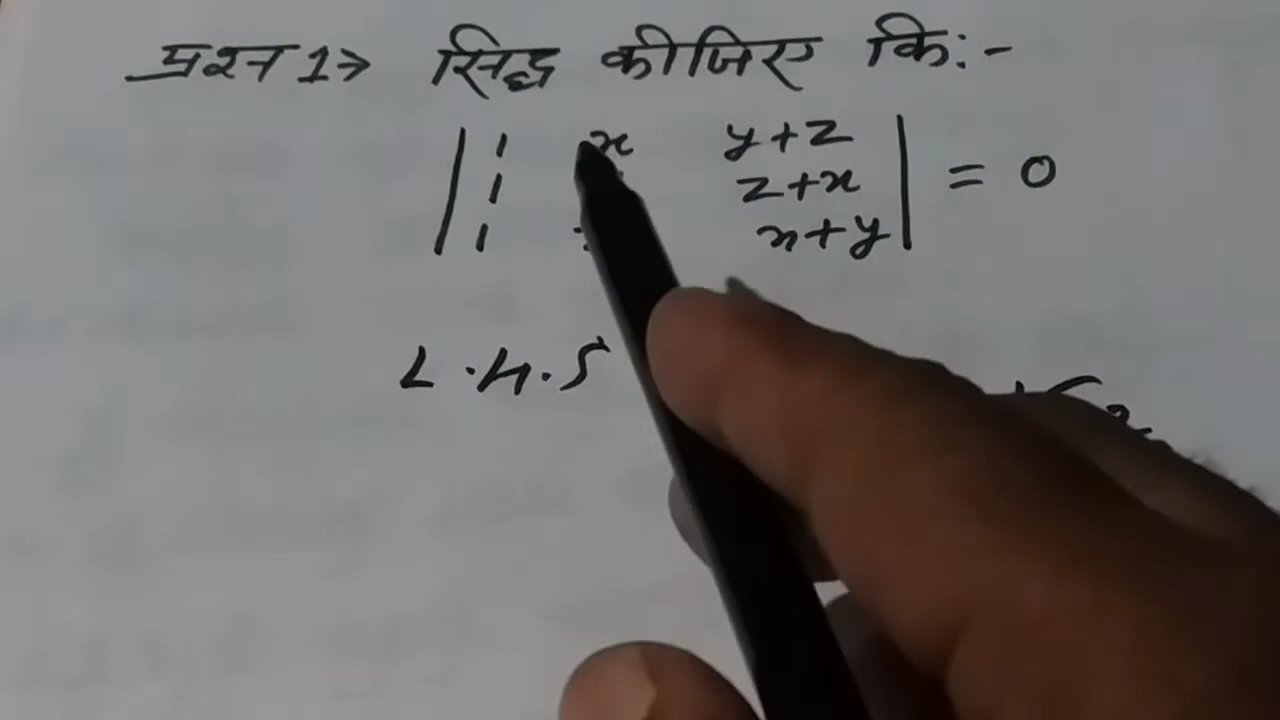 प्रश्न 1→ सिद्ध कीजिए कि:-
| 1 x y+z |
| 1 z+x | = 0
| 1 x+y |
L.H.S